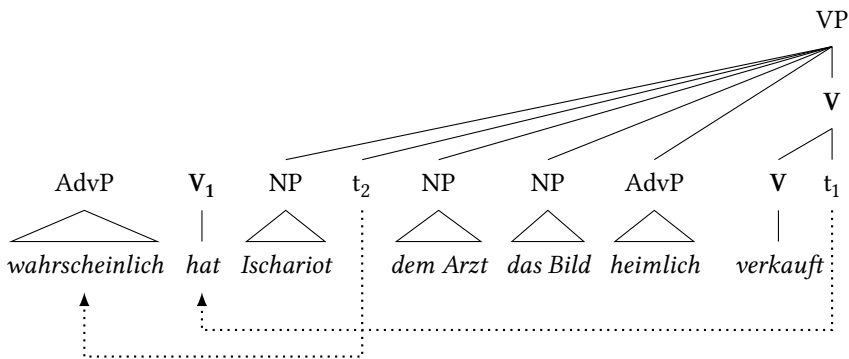 VP
V
AdvP V₁ NP t₂ NP NP AdvP V t₁
wahrscheinlich hat Ischariot dem Arzt das Bild heimlich verkauft